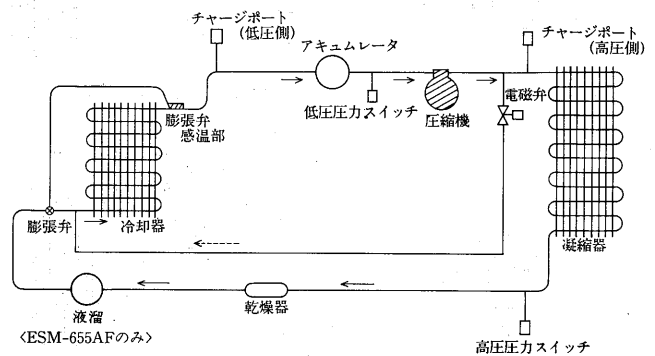 チャージポート
(低圧側)
アキュムレータ
チャージポート
(高圧側)
電磁弁
膨張弁
感温部
低圧圧力スイッチ
圧縮機
膨張弁
冷却器
凝縮器
乾燥器
液溜
〈ESM-655AFのみ〉
高圧圧力スイッチ